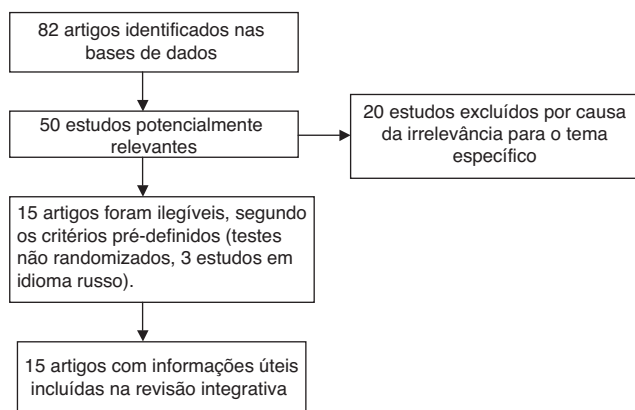 82 artigos identificados nas
bases de dados
50 estudos potencialmente
relevantes
20 estudos excluídos por causa
da irrelevância para o tema
específico
15 artigos foram ilegíveis, segundo
os critérios pré-definidos (testes
não randomizados, 3 estudos em
idioma russo).
15 artigos com informações úteis
incluídas na revisão integrativa